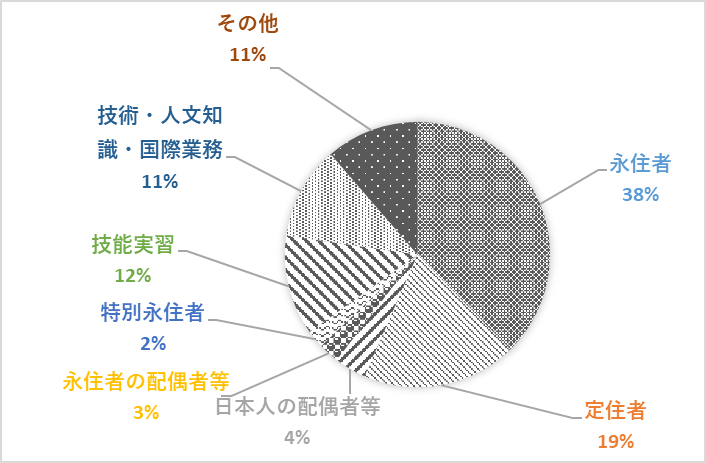 その他
11%
技術・人文知
識・国際業務
11%
永住者
38%
技能実習
12%
特別永住者
2%
永住者の配偶者等
3%
日本人の配偶者等
4%
定住者
19%